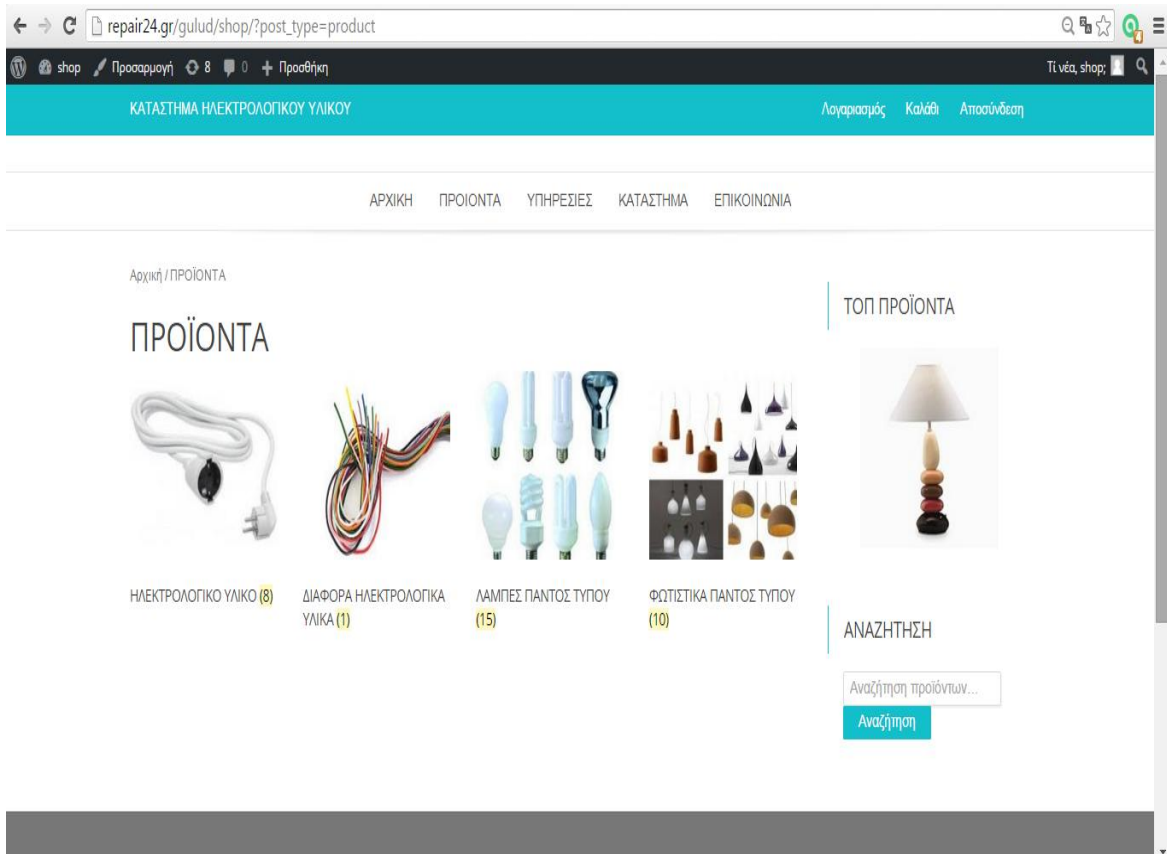 repair24.gr/gulud/shop/?post_type=product
shop Προσαρμογή 8 0 + Προσθήκη Τί νέα, shop;
ΚΑΤΑΣΤΗΜΑ ΗΛΕΚΤΡΟΛΟΓΙΚΟΥ ΥΛΙΚΟΥ Λογαριασμός Καλάθι Αποσύνδεση
ΑΡΧΙΚΗ ΠΡΟΙΟΝΤΑ ΥΠΗΡΕΣΙΕΣ ΚΑΤΑΣΤΗΜΑ ΕΠΙΚΟΙΝΩΝΙΑ
Αρχική / ΠΡΟΪΟΝΤΑ
ΠΡΟΪΟΝΤΑ
ΗΛΕΚΤΡΟΛΟΓΙΚΟ ΥΛΙΚΟ (8)
ΔΙΑΦΟΡΑ ΗΛΕΚΤΡΟΛΟΓΙΚΑ
ΥΛΙΚΑ (1)
ΛΑΜΠΕΣ ΠΑΝΤΟΣ ΤΥΠΟΥ
(15)
ΦΩΤΙΣΤΙΚΑ ΠΑΝΤΟΣ ΤΥΠΟΥ
(10)
ΤΟΠ ΠΡΟΪΟΝΤΑ
ΑΝΑΖΗΤΗΣΗ
Αναζήτηση προϊόντων...
Αναζήτηση